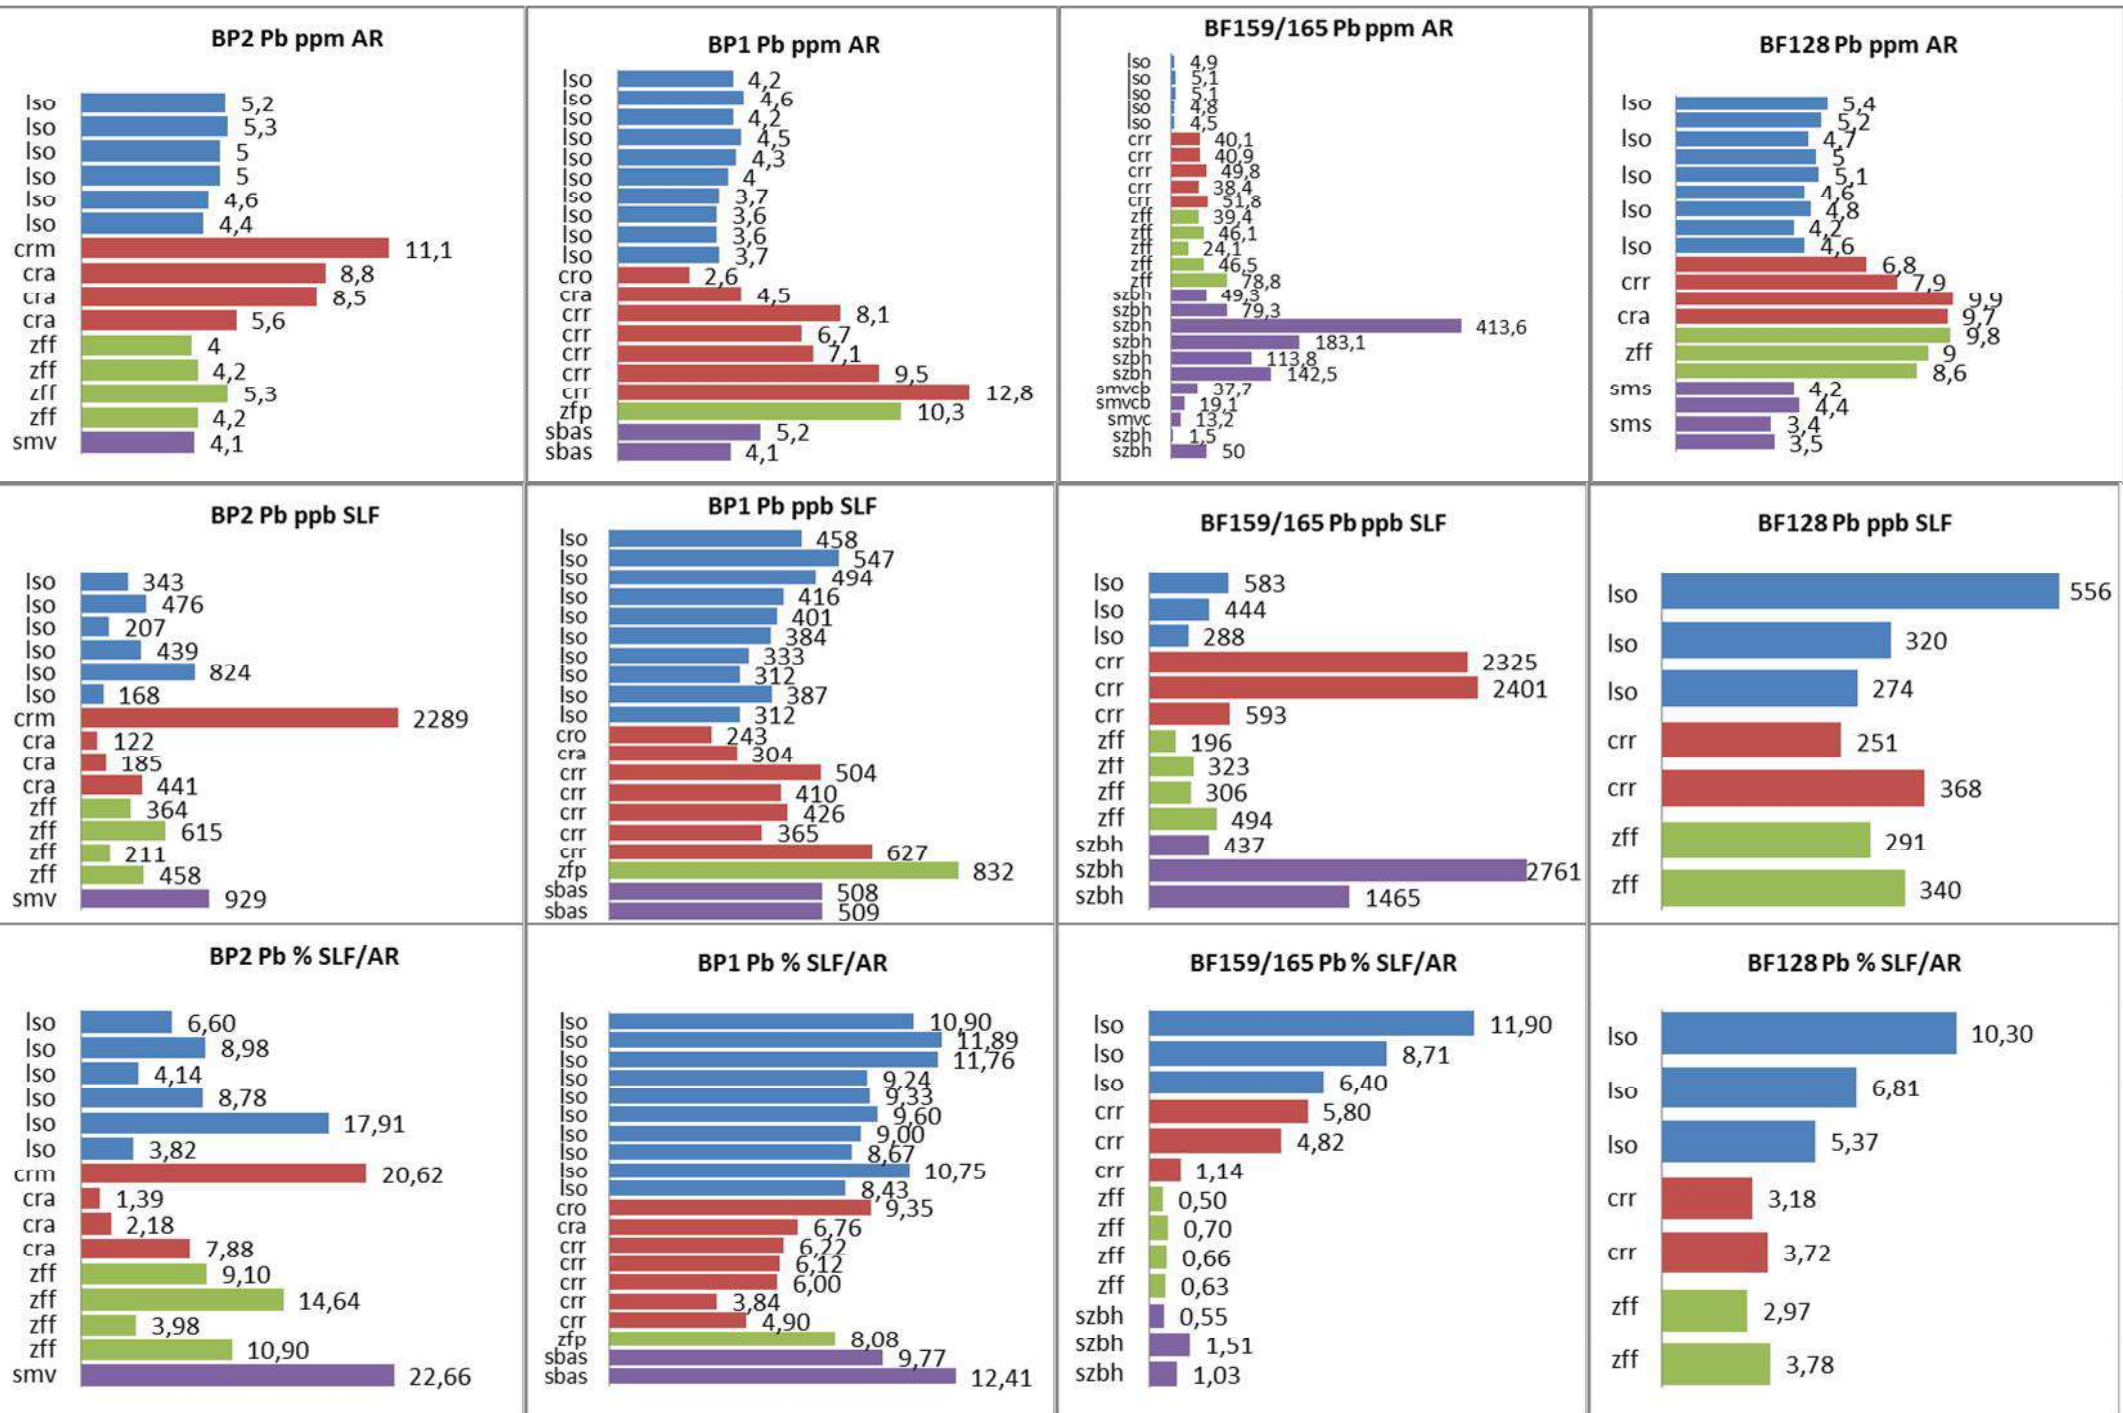 BP2 Pb ppm AR
lso 5,2
lso 5,3
lso 5
lso 5
lso 4,6
lso 4,4
crm 11,1
cra 8,8
cra 8,5
cra 5,6
zff 4
zff 4,2
zff 5,3
zff 4,2
smv 4,1
BP1 Pb ppm AR
lso 4,2
lso 4,6
lso 4,2
lso 4,5
lso 4,3
lso 4
lso 3,7
lso 3,6
lso 3,6
lso 3,7
cro 2,6
cra 4,5
crr 8,1
crr 6,7
crr 7,1
crr 9,5
crr 12,8
zfp 10,3
sbas 5,2
sbas 4,1
BF159/165 Pb ppm AR
lso 4,9
lso 5,1
lso 5,1
lso 4,8
lso 4,5
crr 40,1
crr 40,9
crr 49,8
crr 38,4
crr 51,8
zff 39,4
zff 46,1
zff 24,1
zff 46,5
zff 78,8
szbh 49,3
szbh 79,3
szbh 413,6
szbh 183,1
szbh 113,8
szbh 142,5
smvcb 37,7
smvcb 19,1
smvc 13,2
szbh 1,5
szbh 50
BF128 Pb ppm AR
lso 5,4
5,2
lso 4,7
5
lso 5,1
4,6
lso 4,8
4,2
lso 4,6
6,8
crr 7,9
9,9
cra 9,7
9,8
zff 9
8,6
sms 4,2
4,4
sms 3,4
3,5
BP2 Pb ppb SLF
lso 343
lso 476
lso 207
lso 439
lso 824
lso 168
crm 2289
cra 122
cra 185
cra 441
zff 364
zff 615
zff 211
zff 458
smv 929
BP1 Pb ppb SLF
lso 458
lso 547
lso 494
lso 416
lso 401
lso 384
lso 333
lso 312
lso 387
lso 312
cro 243
cra 304
crr 504
crr 410
crr 426
crr 365
crr 627
zfp 832
sbas 508
sbas 509
BF159/165 Pb ppb SLF
lso 583
lso 444
lso 288
crr 2325
crr 2401
crr 593
zff 196
zff 323
zff 306
zff 494
szbh 437
szbh 2761
szbh 1465
BF128 Pb ppb SLF
lso 556
lso 320
lso 274
crr 251
crr 368
zff 291
zff 340
BP2 Pb % SLF/AR
lso 6,60
lso 8,98
lso 4,14
lso 8,78
lso 17,91
lso 3,82
crm 20,62
cra 1,39
cra 2,18
cra 7,88
zff 9,10
zff 14,64
zff 3,98
zff 10,90
smv 22,66
BP1 Pb % SLF/AR
lso 10,90
lso 11,89
lso 11,76
lso 9,24
lso 9,33
lso 9,60
lso 9,00
lso 8,67
lso 10,75
lso 8,43
cro 9,35
cra 6,76
crr 6,22
crr 6,12
crr 6,00
crr 3,84
crr 4,90
zfp 8,08
sbas 9,77
sbas 12,41
BF159/165 Pb % SLF/AR
lso 11,90
lso 8,71
lso 6,40
crr 5,80
crr 4,82
crr 1,14
zff 0,50
zff 0,70
zff 0,66
zff 0,63
szbh 0,55
szbh 1,51
szbh 1,03
BF128 Pb % SLF/AR
lso 10,30
lso 6,81
lso 5,37
crr 3,18
crr 3,72
zff 2,97
zff 3,78